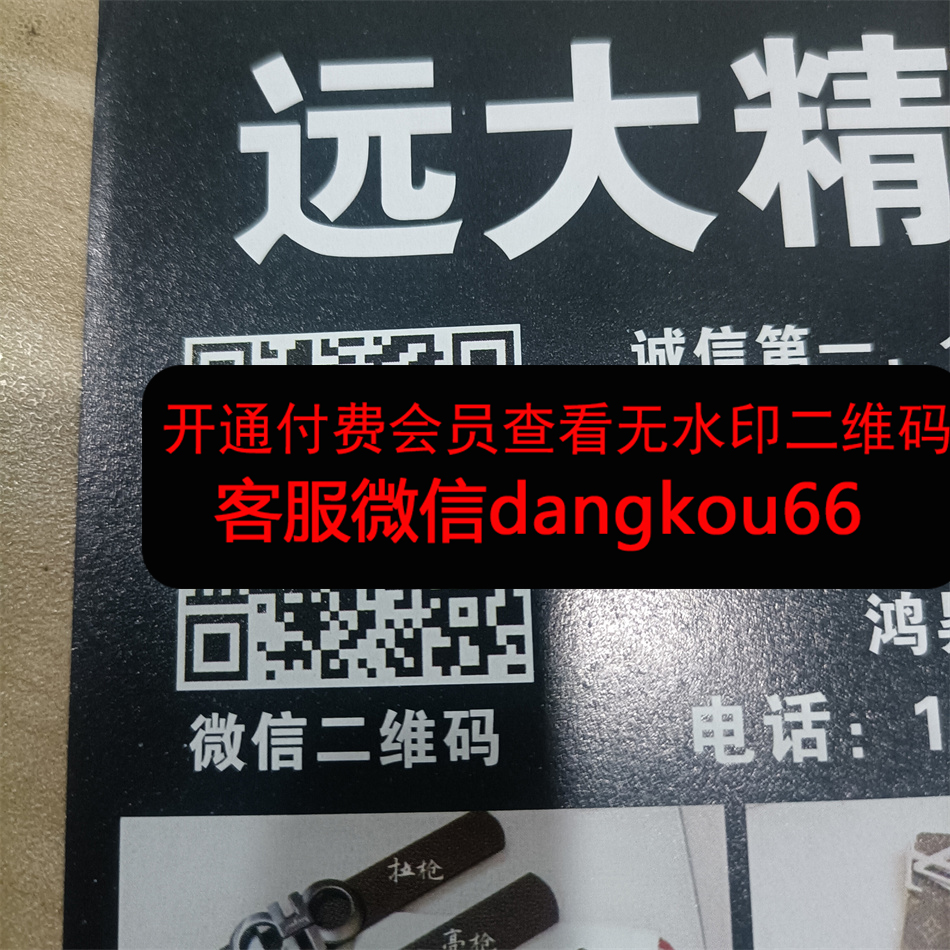 远大精
诚信第一，
开通付费会员查看无水印二维码
客服微信dangkou66
鸿
微信二维码
电话：1
拉枪
高枪